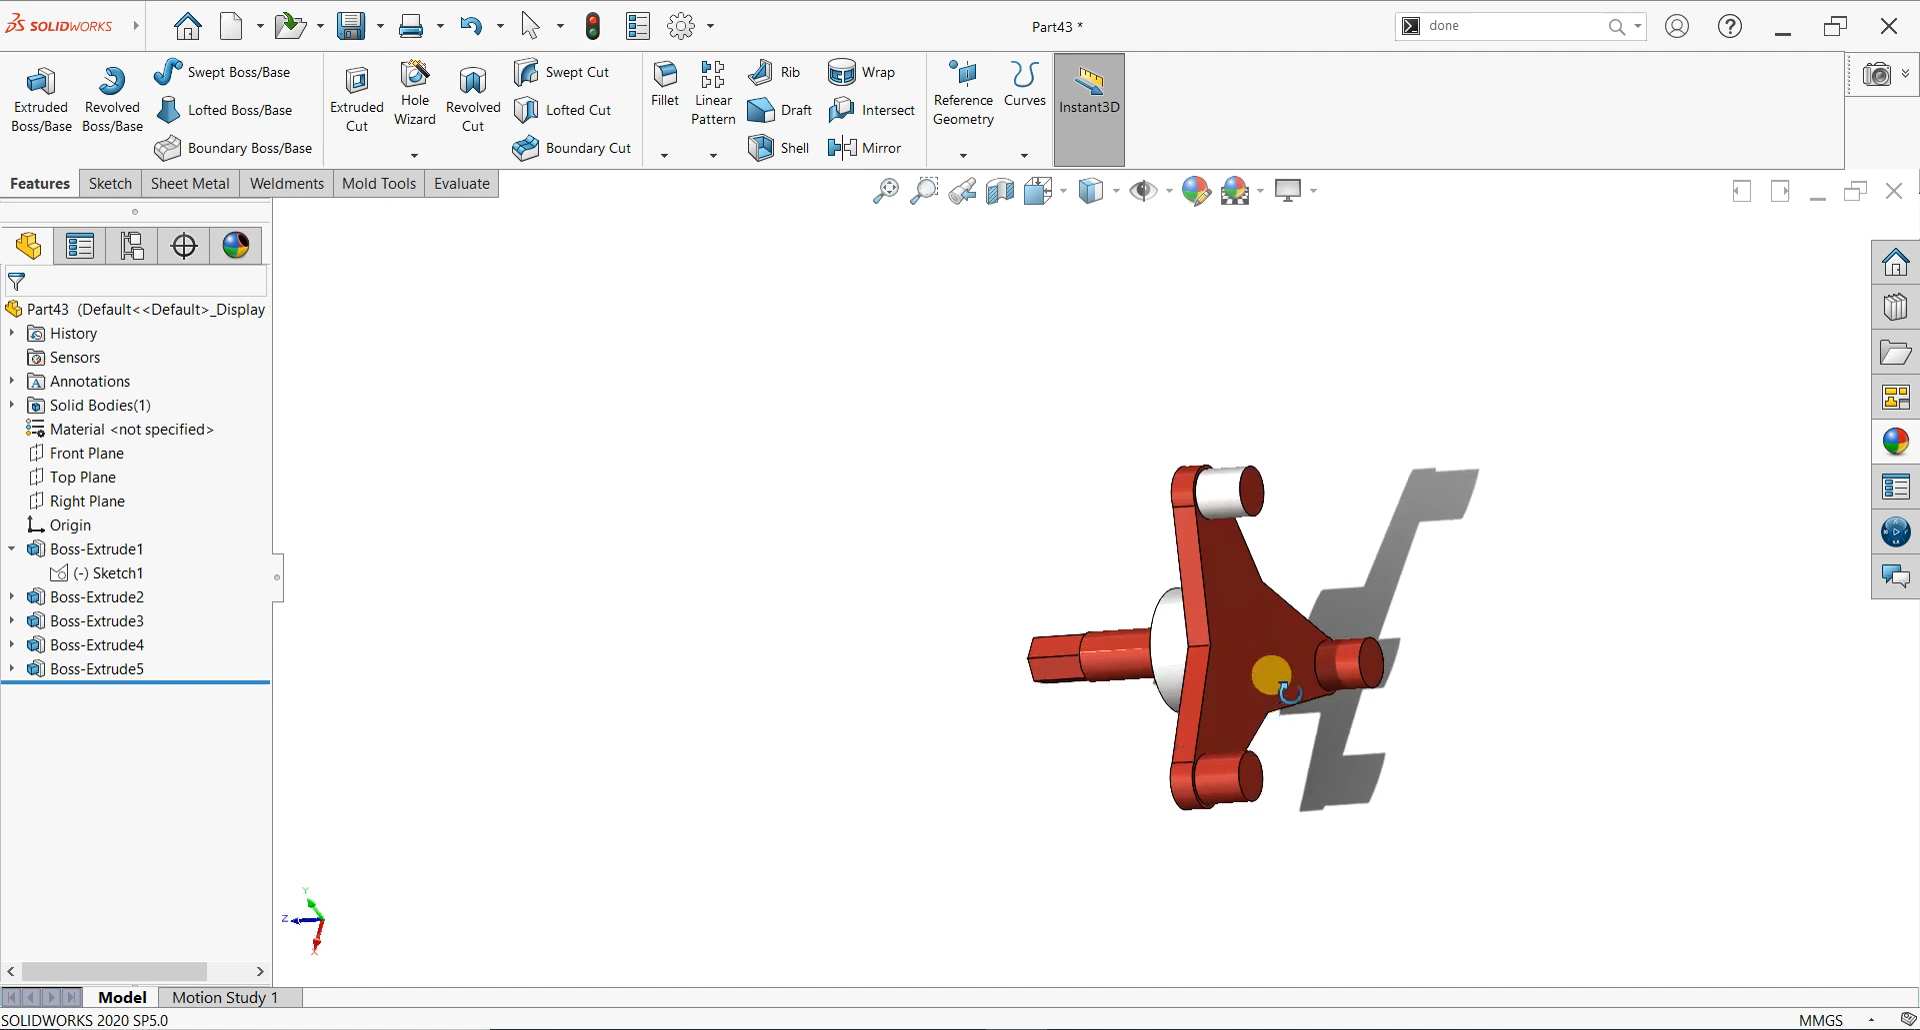 SOLIDWORKS
Part43 *
done
Extruded Boss/Base
Revolved Boss/Base
Swept Boss/Base
Lofted Boss/Base
Boundary Boss/Base
Extruded Cut
Hole Wizard
Revolved Cut
Swept Cut
Lofted Cut
Boundary Cut
Fillet
Linear Pattern
Rib
Draft
Shell
Wrap
Intersect
Mirror
Reference Geometry
Curves
Instant3D
Features
Sketch
Sheet Metal
Weldments
Mold Tools
Evaluate
Part43 (Default<<Default>_Display
History
Sensors
Annotations
Solid Bodies(1)
Material <not specified>
Front Plane
Top Plane
Right Plane
Origin
Boss-Extrude1
(-) Sketch1
Boss-Extrude2
Boss-Extrude3
Boss-Extrude4
Boss-Extrude5
Y
Z
X
Model
Motion Study 1
SOLIDWORKS 2020 SP5.0
MMGS